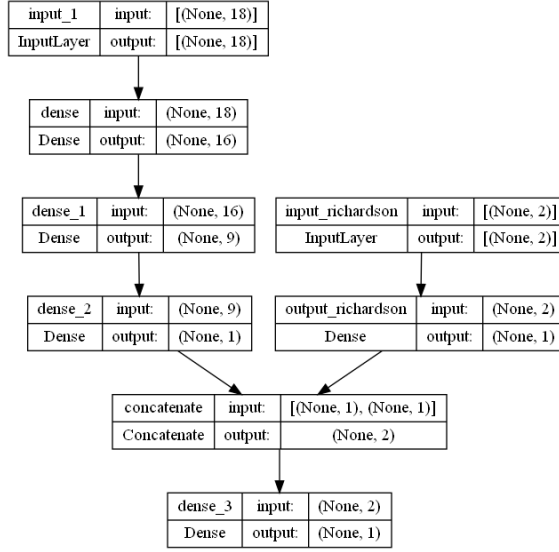 input_1 input: [(None, 18)]
InputLayer output: [(None, 18)]
dense input: (None, 18)
Dense output: (None, 16)
dense_1 input: (None, 16)
Dense output: (None, 9)
input_richardson input: [(None, 2)]
InputLayer output: [(None, 2)]
dense_2 input: (None, 9)
Dense output: (None, 1)
output_richardson input: (None, 2)
Dense output: (None, 1)
concatenate input: [(None, 1), (None, 1)]
Concatenate output: (None, 2)
dense_3 input: (None, 2)
Dense output: (None, 1)